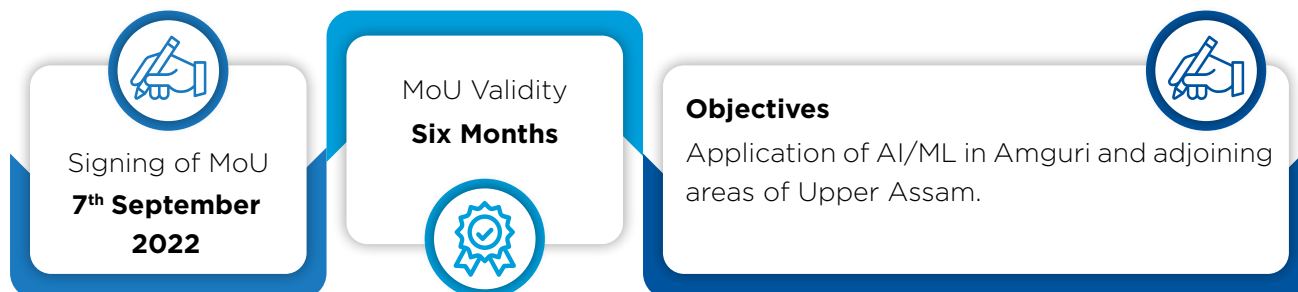 Signing of MoU
7th September
2022
MoU Validity
Six Months
Objectives
Application of AI/ML in Amguri and adjoining
areas of Upper Assam.